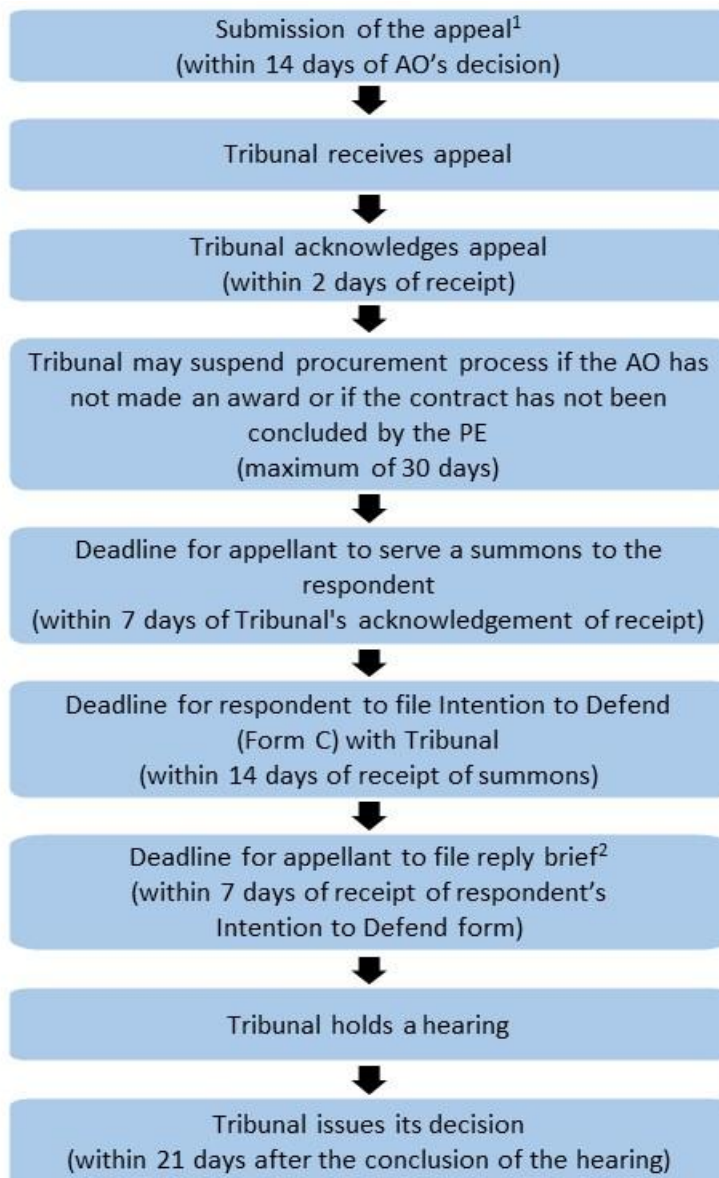 Submission of the appeal¹
(within 14 days of AO’s decision)
Tribunal receives appeal
Tribunal acknowledges appeal
(within 2 days of receipt)
Tribunal may suspend procurement process if the AO has
not made an award or if the contract has not been
concluded by the PE
(maximum of 30 days)
Deadline for appellant to serve a summons to the
respondent
(within 7 days of Tribunal's acknowledgement of receipt)
Deadline for respondent to file Intention to Defend
(Form C) with Tribunal
(within 14 days of receipt of summons)
Deadline for appellant to file reply brief²
(within 7 days of receipt of respondent’s
Intention to Defend form)
Tribunal holds a hearing
Tribunal issues its decision
(within 21 days after the conclusion of the hearing)